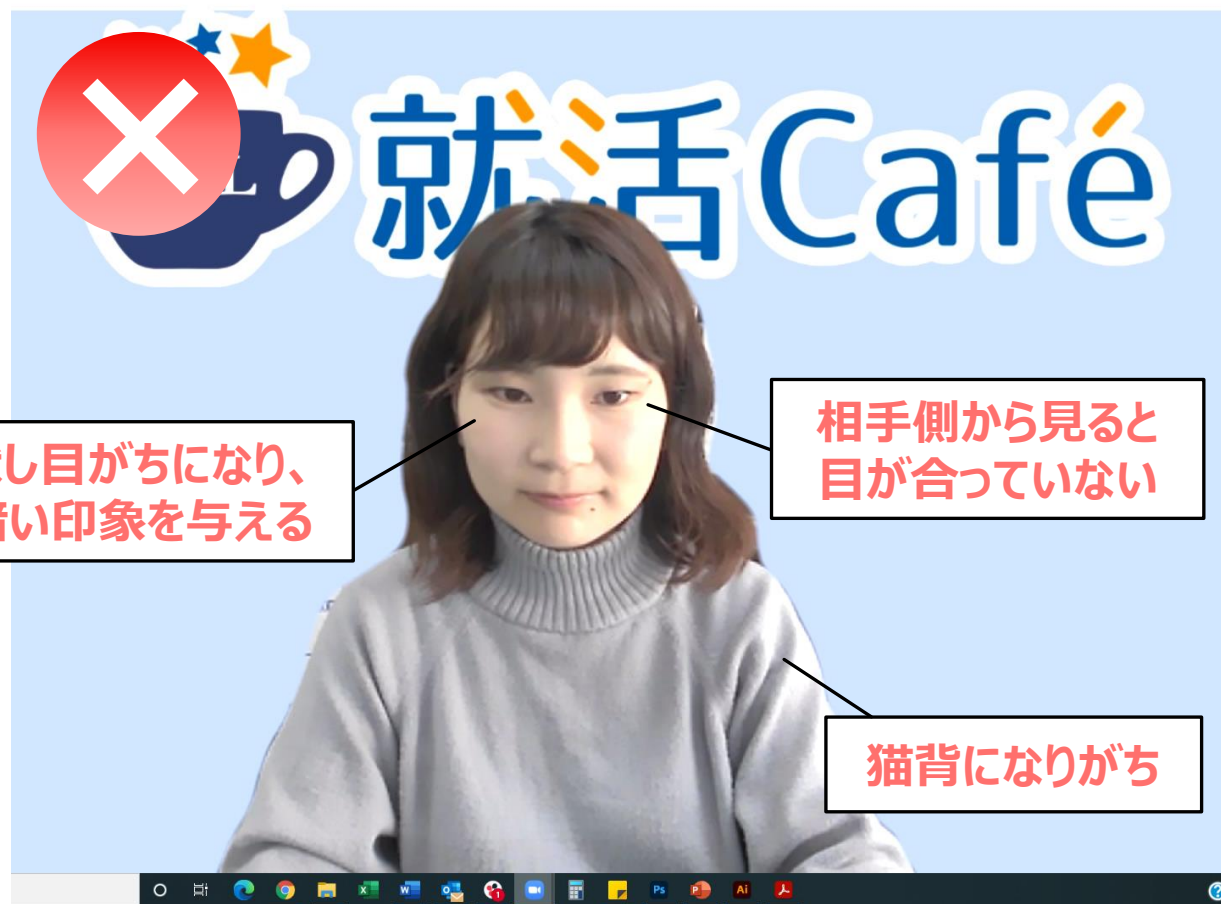 就活Café
し目がちになり、
い印象を与える
相手側から見ると
目が合っていない
猫背になりがち